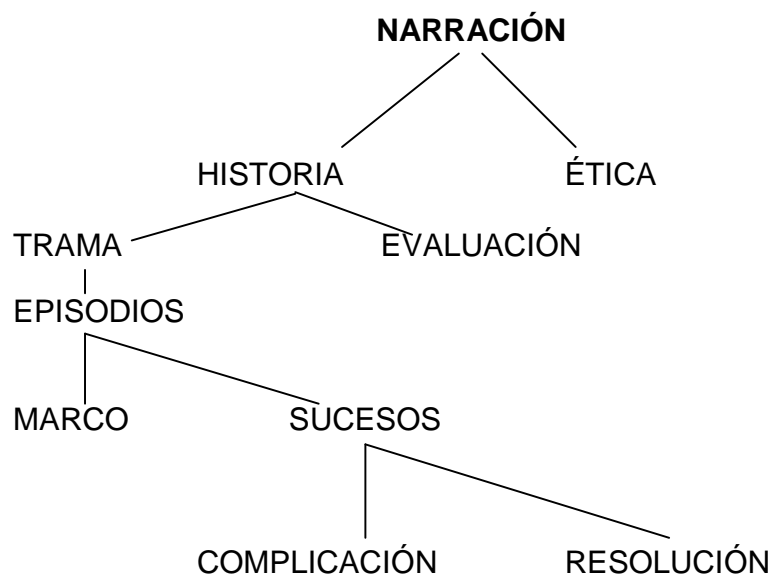 NARRACIÓN
HISTORIA ÉTICA
TRAMA EVALUACIÓN
EPISODIOS
MARCO SUCESOS
COMPLICACIÓN RESOLUCIÓN